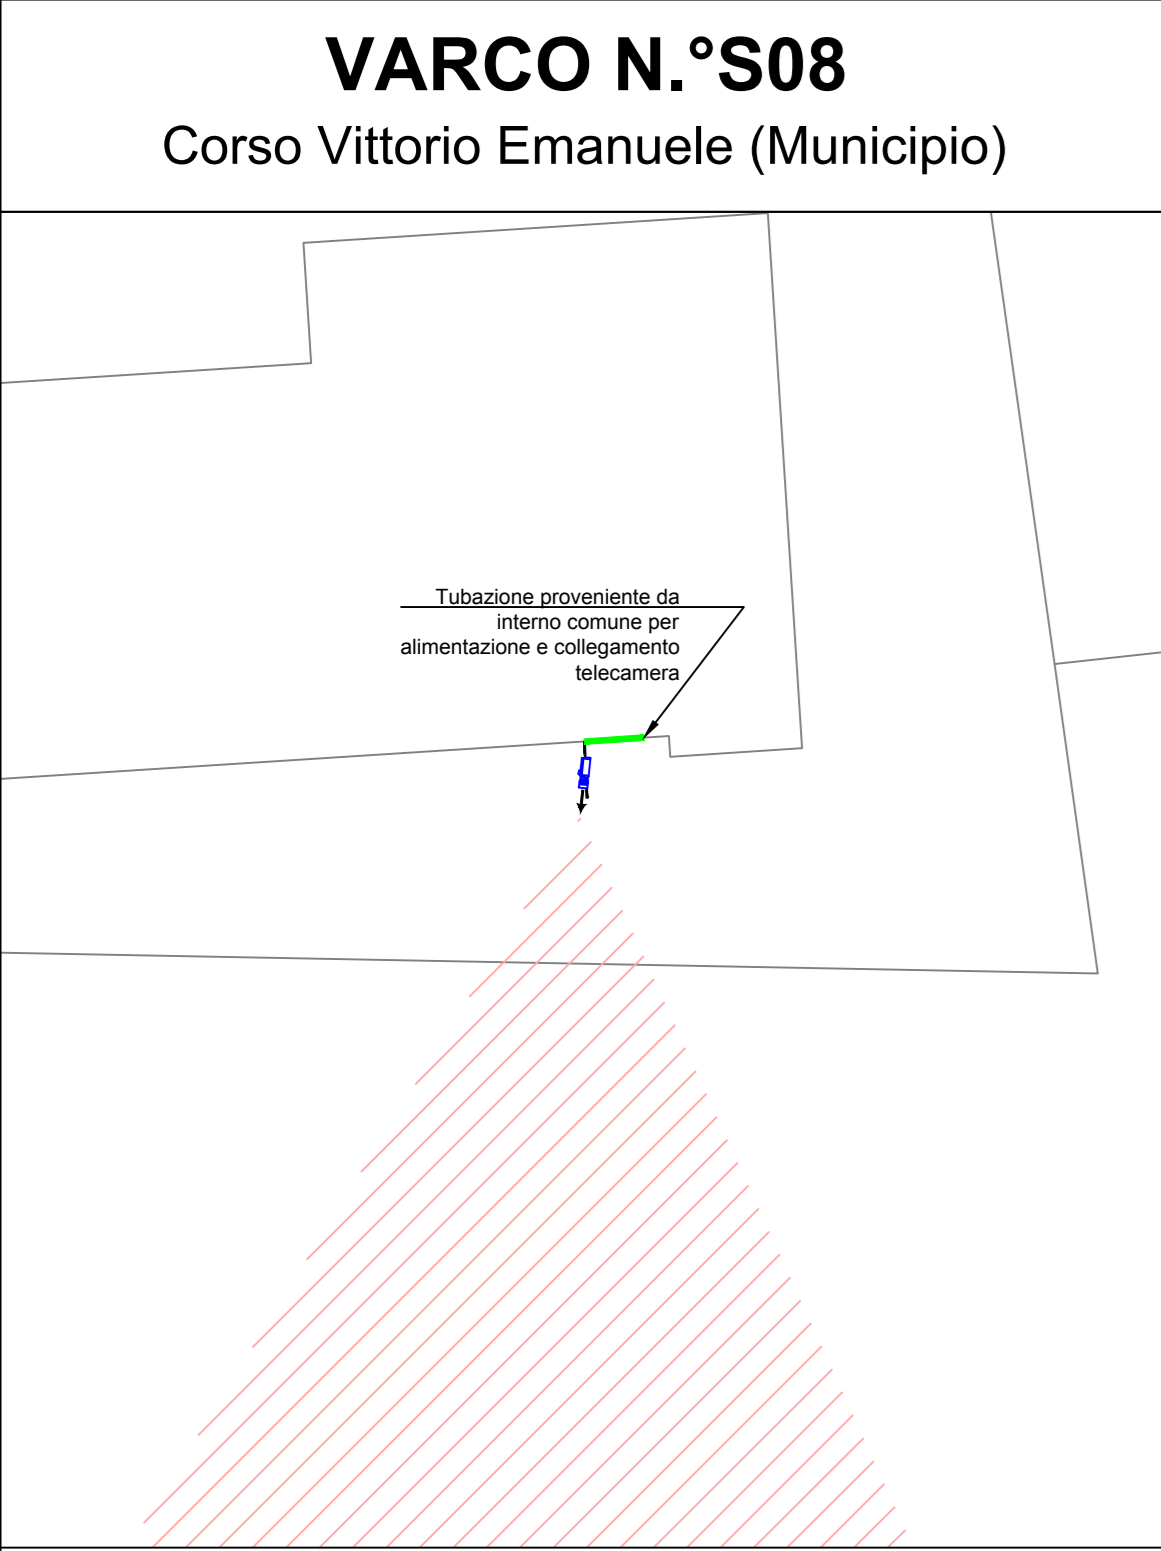 VARCO N.°S08
Corso Vittorio Emanuele (Municipio)
Tubazione proveniente da
interno comune per
alimentazione e collegamento
telecamera